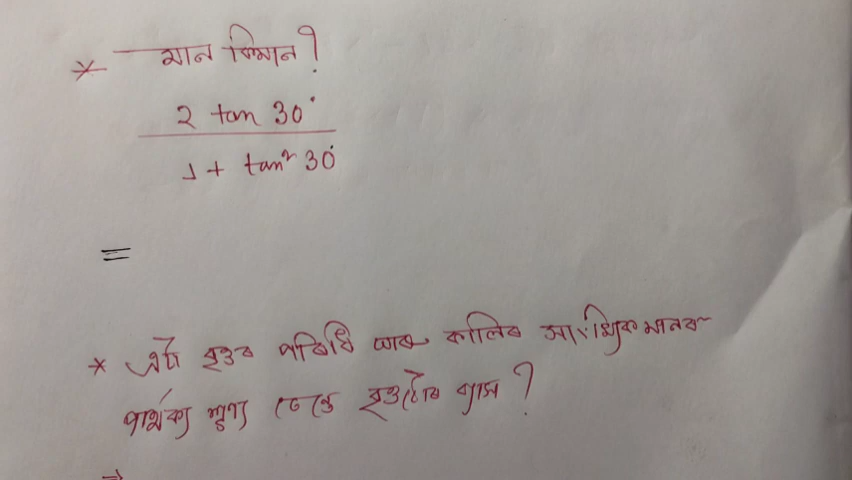 * মান কিমান?
2 tan 30°
1 + tan² 30°
=
* এটা বৃত্তৰ পৰিধি আৰু কালিৰ সাংখ্যিক মানৰ
পাৰ্থক্য শূণ্য তেন্তে বৃত্তটোৰ ব্যাস?